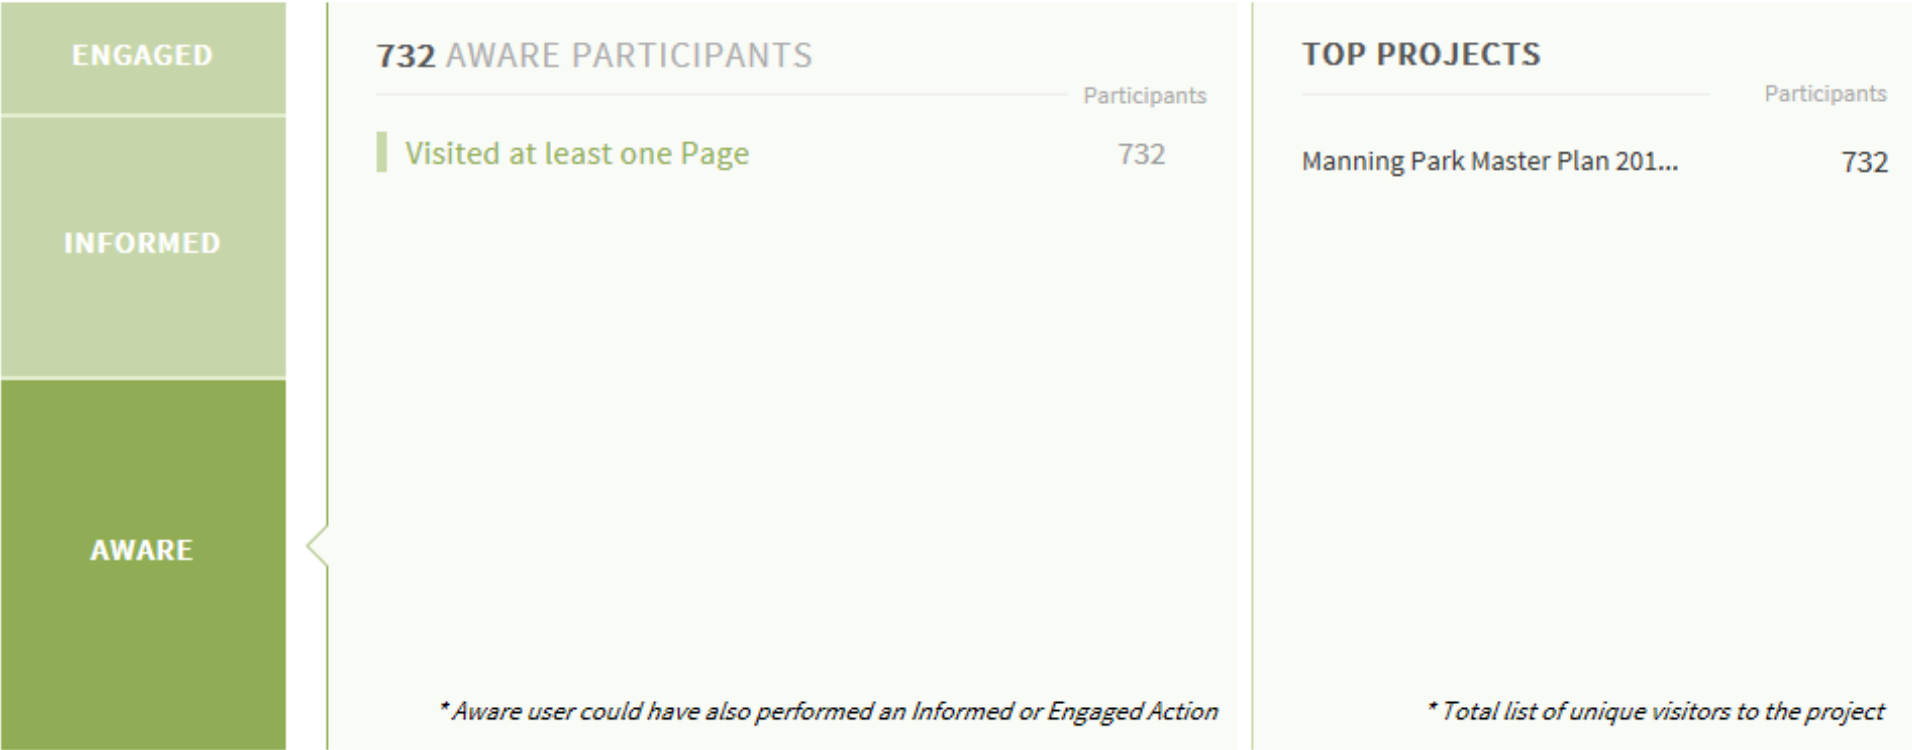 ENGAGED
INFORMED
AWARE
732 AWARE PARTICIPANTS
Participants
Visited at least one Page 732
* Aware user could have also performed an Informed or Engaged Action
TOP PROJECTS
Participants
Manning Park Master Plan 201... 732
* Total list of unique visitors to the project